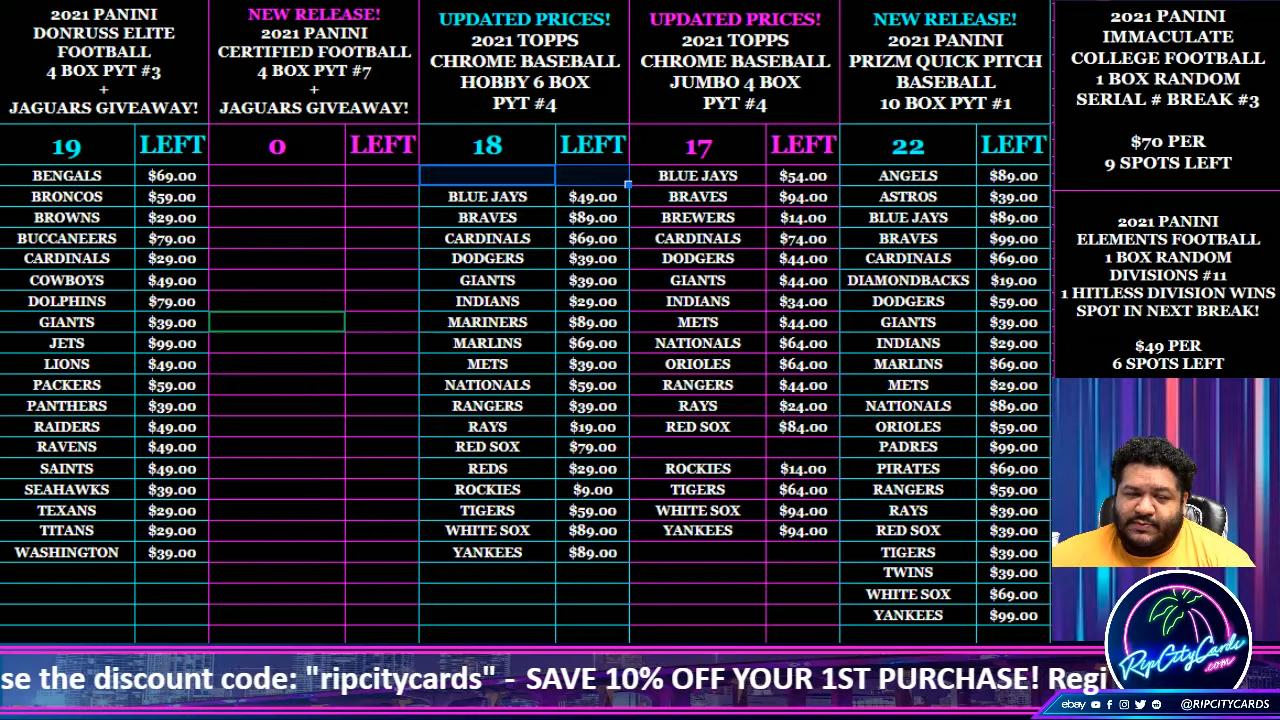 2021 PANINI
DONRUSS ELITE
FOOTBALL
4 BOX PYT #3
+
JAGUARS GIVEAWAY!
19 LEFT
BENGALS $69.00
BRONCOS $59.00
BROWNS $29.00
BUCCANEERS $79.00
CARDINALS $29.00
COWBOYS $49.00
DOLPHINS $79.00
GIANTS $39.00
JETS $99.00
LIONS $49.00
PACKERS $59.00
PANTHERS $39.00
RAIDERS $49.00
RAVENS $49.00
SAINTS $49.00
SEAHAWKS $39.00
TEXANS $29.00
TITANS $29.00
WASHINGTON $39.00
NEW RELEASE!
2021 PANINI
CERTIFIED FOOTBALL
4 BOX PYT #7
+
JAGUARS GIVEAWAY!
0 LEFT
UPDATED PRICES!
2021 TOPPS
CHROME BASEBALL
HOBBY 6 BOX
PYT #4
18 LEFT
BLUE JAYS $49.00
BRAVES $89.00
CARDINALS $69.00
DODGERS $39.00
GIANTS $39.00
INDIANS $29.00
MARINERS $89.00
MARLINS $69.00
METS $39.00
NATIONALS $59.00
RANGERS $39.00
RAYS $19.00
RED SOX $79.00
REDS $29.00
ROCKIES $9.00
TIGERS $59.00
WHITE SOX $89.00
YANKEES $89.00
UPDATED PRICES!
2021 TOPPS
CHROME BASEBALL
JUMBO 4 BOX
PYT #4
17 LEFT
BLUE JAYS $54.00
BRAVES $94.00
BREWERS $14.00
CARDINALS $74.00
DODGERS $44.00
GIANTS $44.00
INDIANS $34.00
METS $44.00
NATIONALS $64.00
ORIOLES $64.00
RANGERS $44.00
RAYS $24.00
RED SOX $84.00
ROCKIES $14.00
TIGERS $64.00
WHITE SOX $94.00
YANKEES $94.00
NEW RELEASE!
2021 PANINI
PRIZM QUICK PITCH
BASEBALL
10 BOX PYT #1
22 LEFT
ANGELS $89.00
ASTROS $39.00
BLUE JAYS $89.00
BRAVES $99.00
CARDINALS $69.00
DIAMONDBACKS $19.00
DODGERS $59.00
GIANTS $39.00
INDIANS $29.00
MARLINS $69.00
METS $29.00
NATIONALS $89.00
ORIOLES $59.00
PADRES $99.00
PIRATES $69.00
RANGERS $59.00
RAYS $39.00
RED SOX $39.00
TIGERS $39.00
TWINS $39.00
WHITE SOX $69.00
YANKEES $99.00
2021 PANINI
IMMACULATE
COLLEGE FOOTBALL
1 BOX RANDOM
SERIAL # BREAK #3
$70 PER
9 SPOTS LEFT
2021 PANINI
ELEMENTS FOOTBALL
1 BOX RANDOM
DIVISIONS #11
1 HITLESS DIVISION WINS
SPOT IN NEXT BREAK!
$49 PER
6 SPOTS LEFT
RipCityCards
.com
se the discount code: "ripcitycards" - SAVE 10% OFF YOUR 1ST PURCHASE! Regi
ebay @RIPCITYCARDS